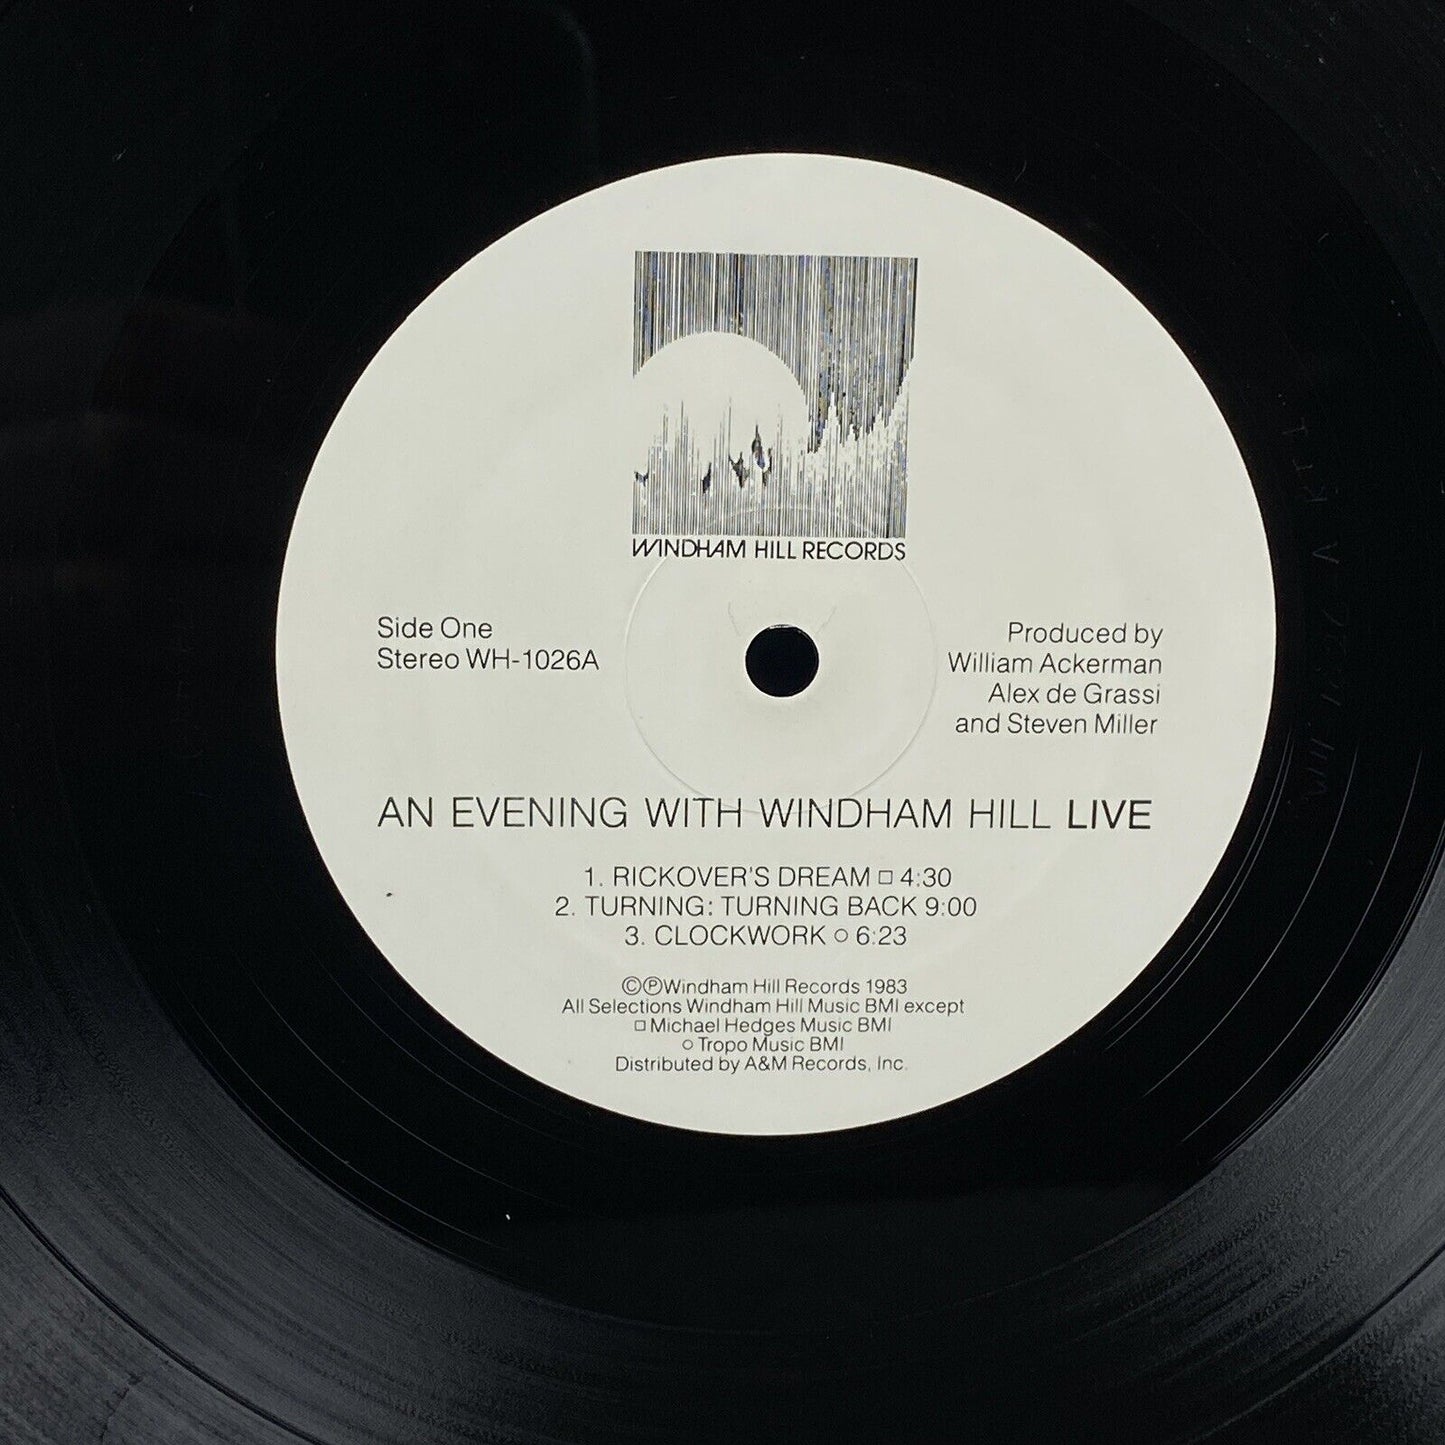 WINDHAM HILL RECORDS
Side One
Stereo WH-1026A
Produced by
William Ackerman
Alex de Grassi
and Steven Miller
AN EVENING WITH WINDHAM HILL LIVE
1. RICKOVER'S DREAM □ 4:30
2. TURNING: TURNING BACK 9:00
3. CLOCKWORK ○ 6:23
©℗Windham Hill Records 1983
All Selections Windham Hill Music BMI except
□ Michael Hedges Music BMI
○ Tropo Music BMI
Distributed by A&M Records, Inc.